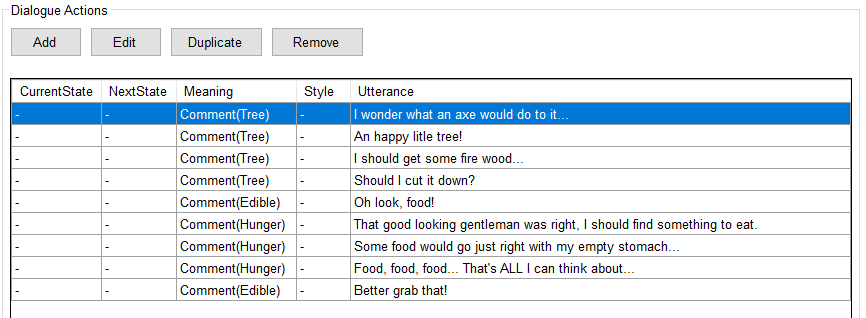 Dialogue Actions
Add Edit Duplicate Remove
CurrentState NextState Meaning Style Utterance
- - Comment(Tree) - I wonder what an axe would do to it...
- - Comment(Tree) - An happy litle tree!
- - Comment(Tree) - I should get some fire wood...
- - Comment(Tree) - Should I cut it down?
- - Comment(Edible) - Oh look, food!
- - Comment(Hunger) - That good looking gentleman was right, I should find something to eat.
- - Comment(Hunger) - Some food would go just right with my empty stomach...
- - Comment(Hunger) - Food, food, food... That's ALL I can think about...
- - Comment(Edible) - Better grab that!